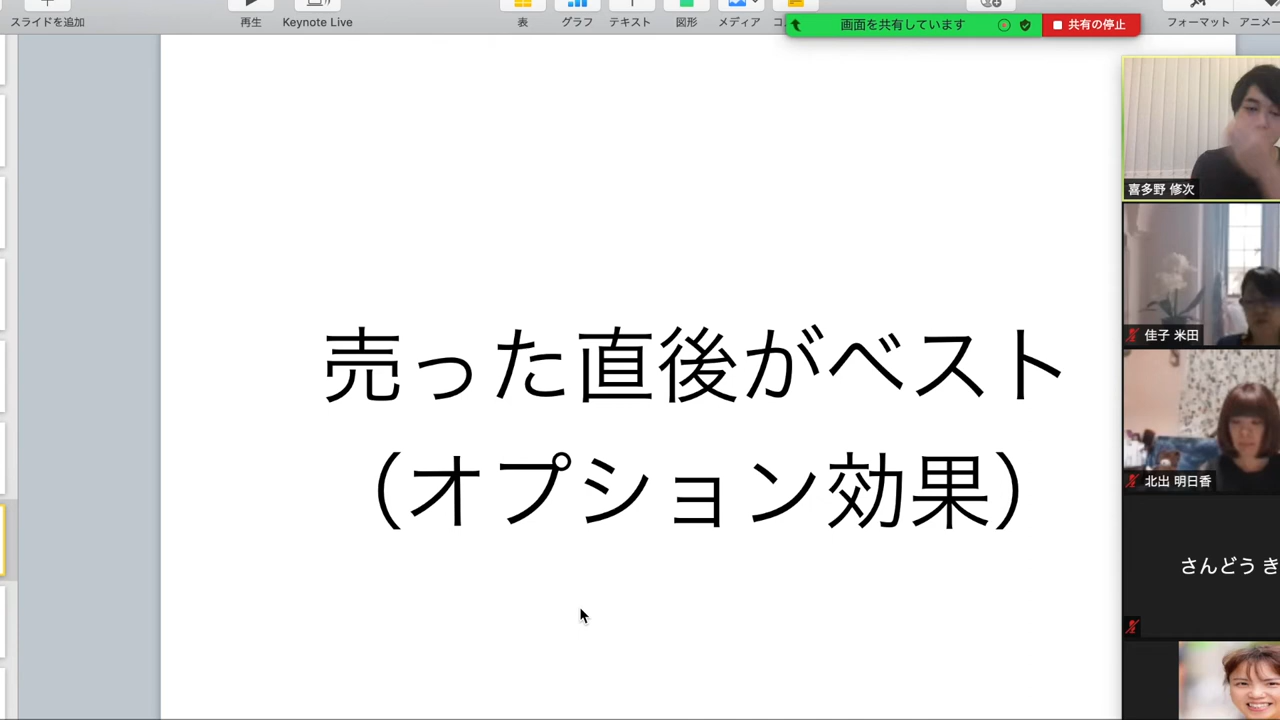 スライドを追加
再生
Keynote Live
表
グラフ
テキスト
図形
メディア
フォーマット
画面を共有しています
共有の停止
喜多野 修次
佳子 米田
北出 明日香
さんどう き
売った直後がベスト
（オプション効果）